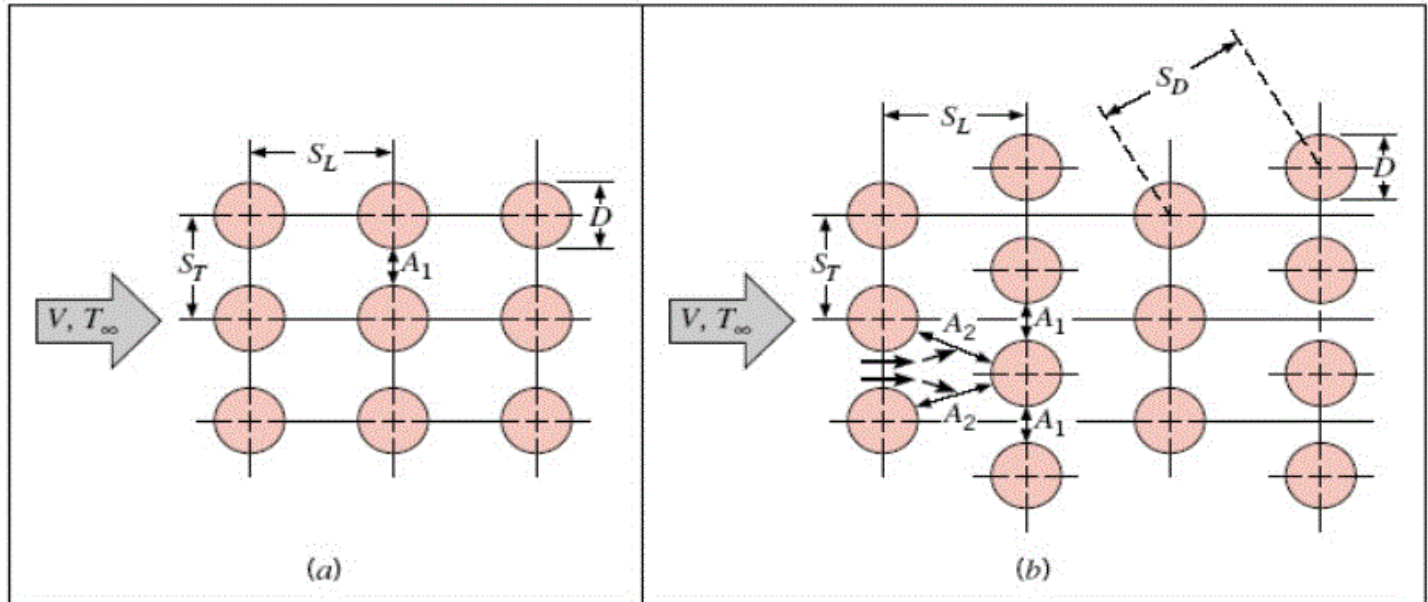 S_L
D
S_T
A_1
V, T_∞
(a)
S_D
S_L
D
S_T
A_2
A_1
V, T_∞
A_2
A_1
(b)